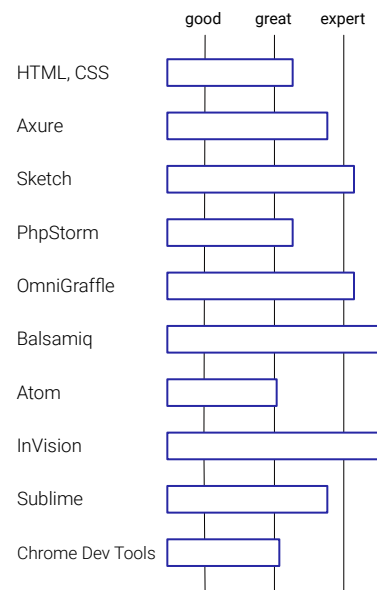 good great expert
HTML, CSS
Axure
Sketch
PhpStorm
OmniGraffle
Balsamiq
Atom
InVision
Sublime
Chrome Dev Tools